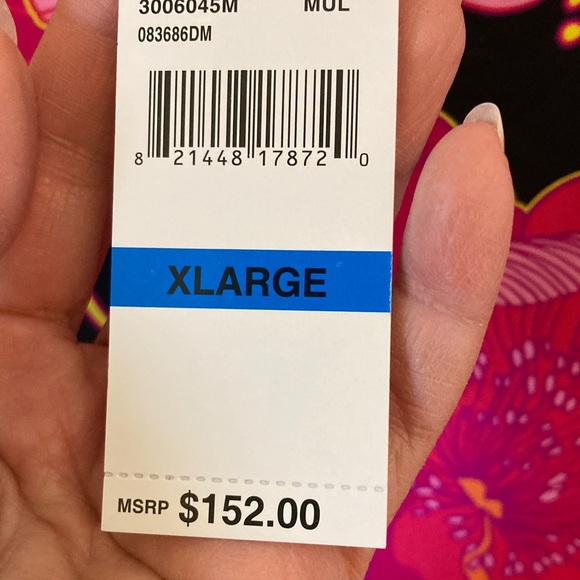 3006045M MUL
083686DM
8 21448 17872 0
XLARGE
MSRP $152.00